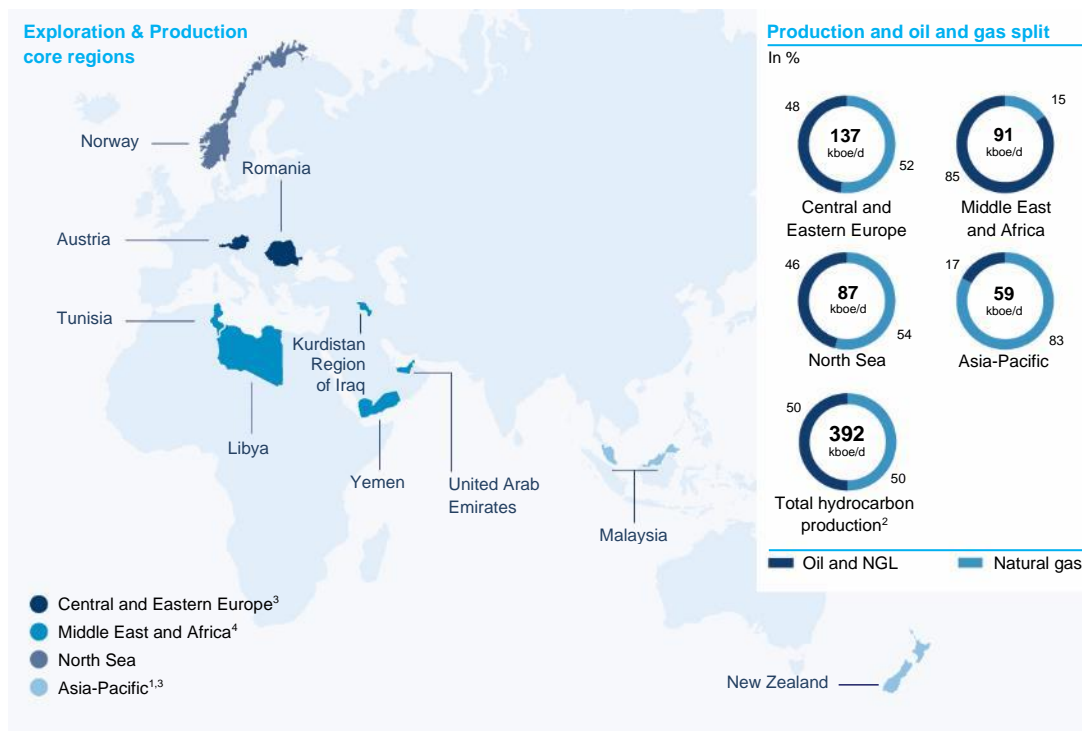 Exploration & Production
core regions
Norway
Romania
Austria
Tunisia
Kurdistan
Region
of Iraq
Libya
Yemen
United Arab
Emirates
Malaysia
New Zealand
Central and Eastern Europe3
Middle East and Africa4
North Sea
Asia-Pacific1,3
Production and oil and gas split
In %
48
137
kboe/d
52
Central and
Eastern Europe
15
91
kboe/d
85
Middle East
and Africa
46
87
kboe/d
54
North Sea
17
59
kboe/d
83
Asia-Pacific
50
392
kboe/d
50
Total hydrocarbon
production2
Oil and NGL
Natural gas